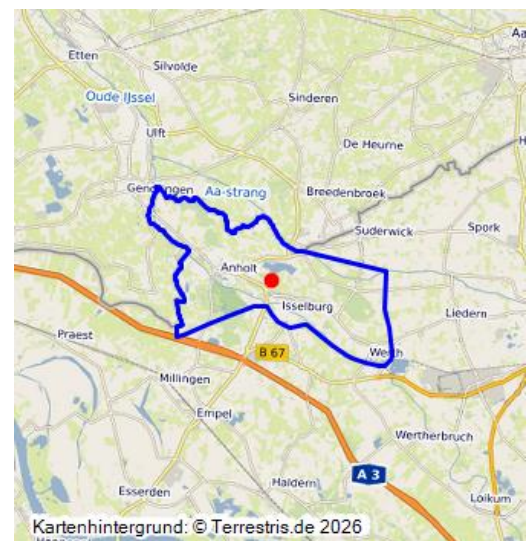 Etten
Silvolde
Aa
Oude IJssel
Sinderen
Ulft
De Heurne
H
Gendringen
Aa-strang
Breedenbroek
Suderwick
Spork
Anholt
Isselburg
Liedern
Praest
B 67
Werth
Millingen
Empel
Wertherbruch
A 3
Haldern
Esserden
Loikum
Kartenhintergrund: © Terrestris.de 2026